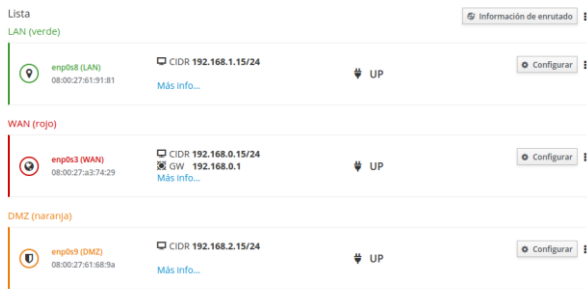 Lista
Información de enrutado
LAN (verde)
enp0s8 (LAN)
08:00:27:61:91:81
CIDR 192.168.1.15/24
Más info...
UP
Configurar
WAN (rojo)
enp0s3 (WAN)
08:00:27:a3:74:29
CIDR 192.168.0.15/24
GW 192.168.0.1
Más info...
UP
Configurar
DMZ (naranja)
enp0s9 (DMZ)
08:00:27:61:68:9a
CIDR 192.168.2.15/24
Más info...
UP
Configurar